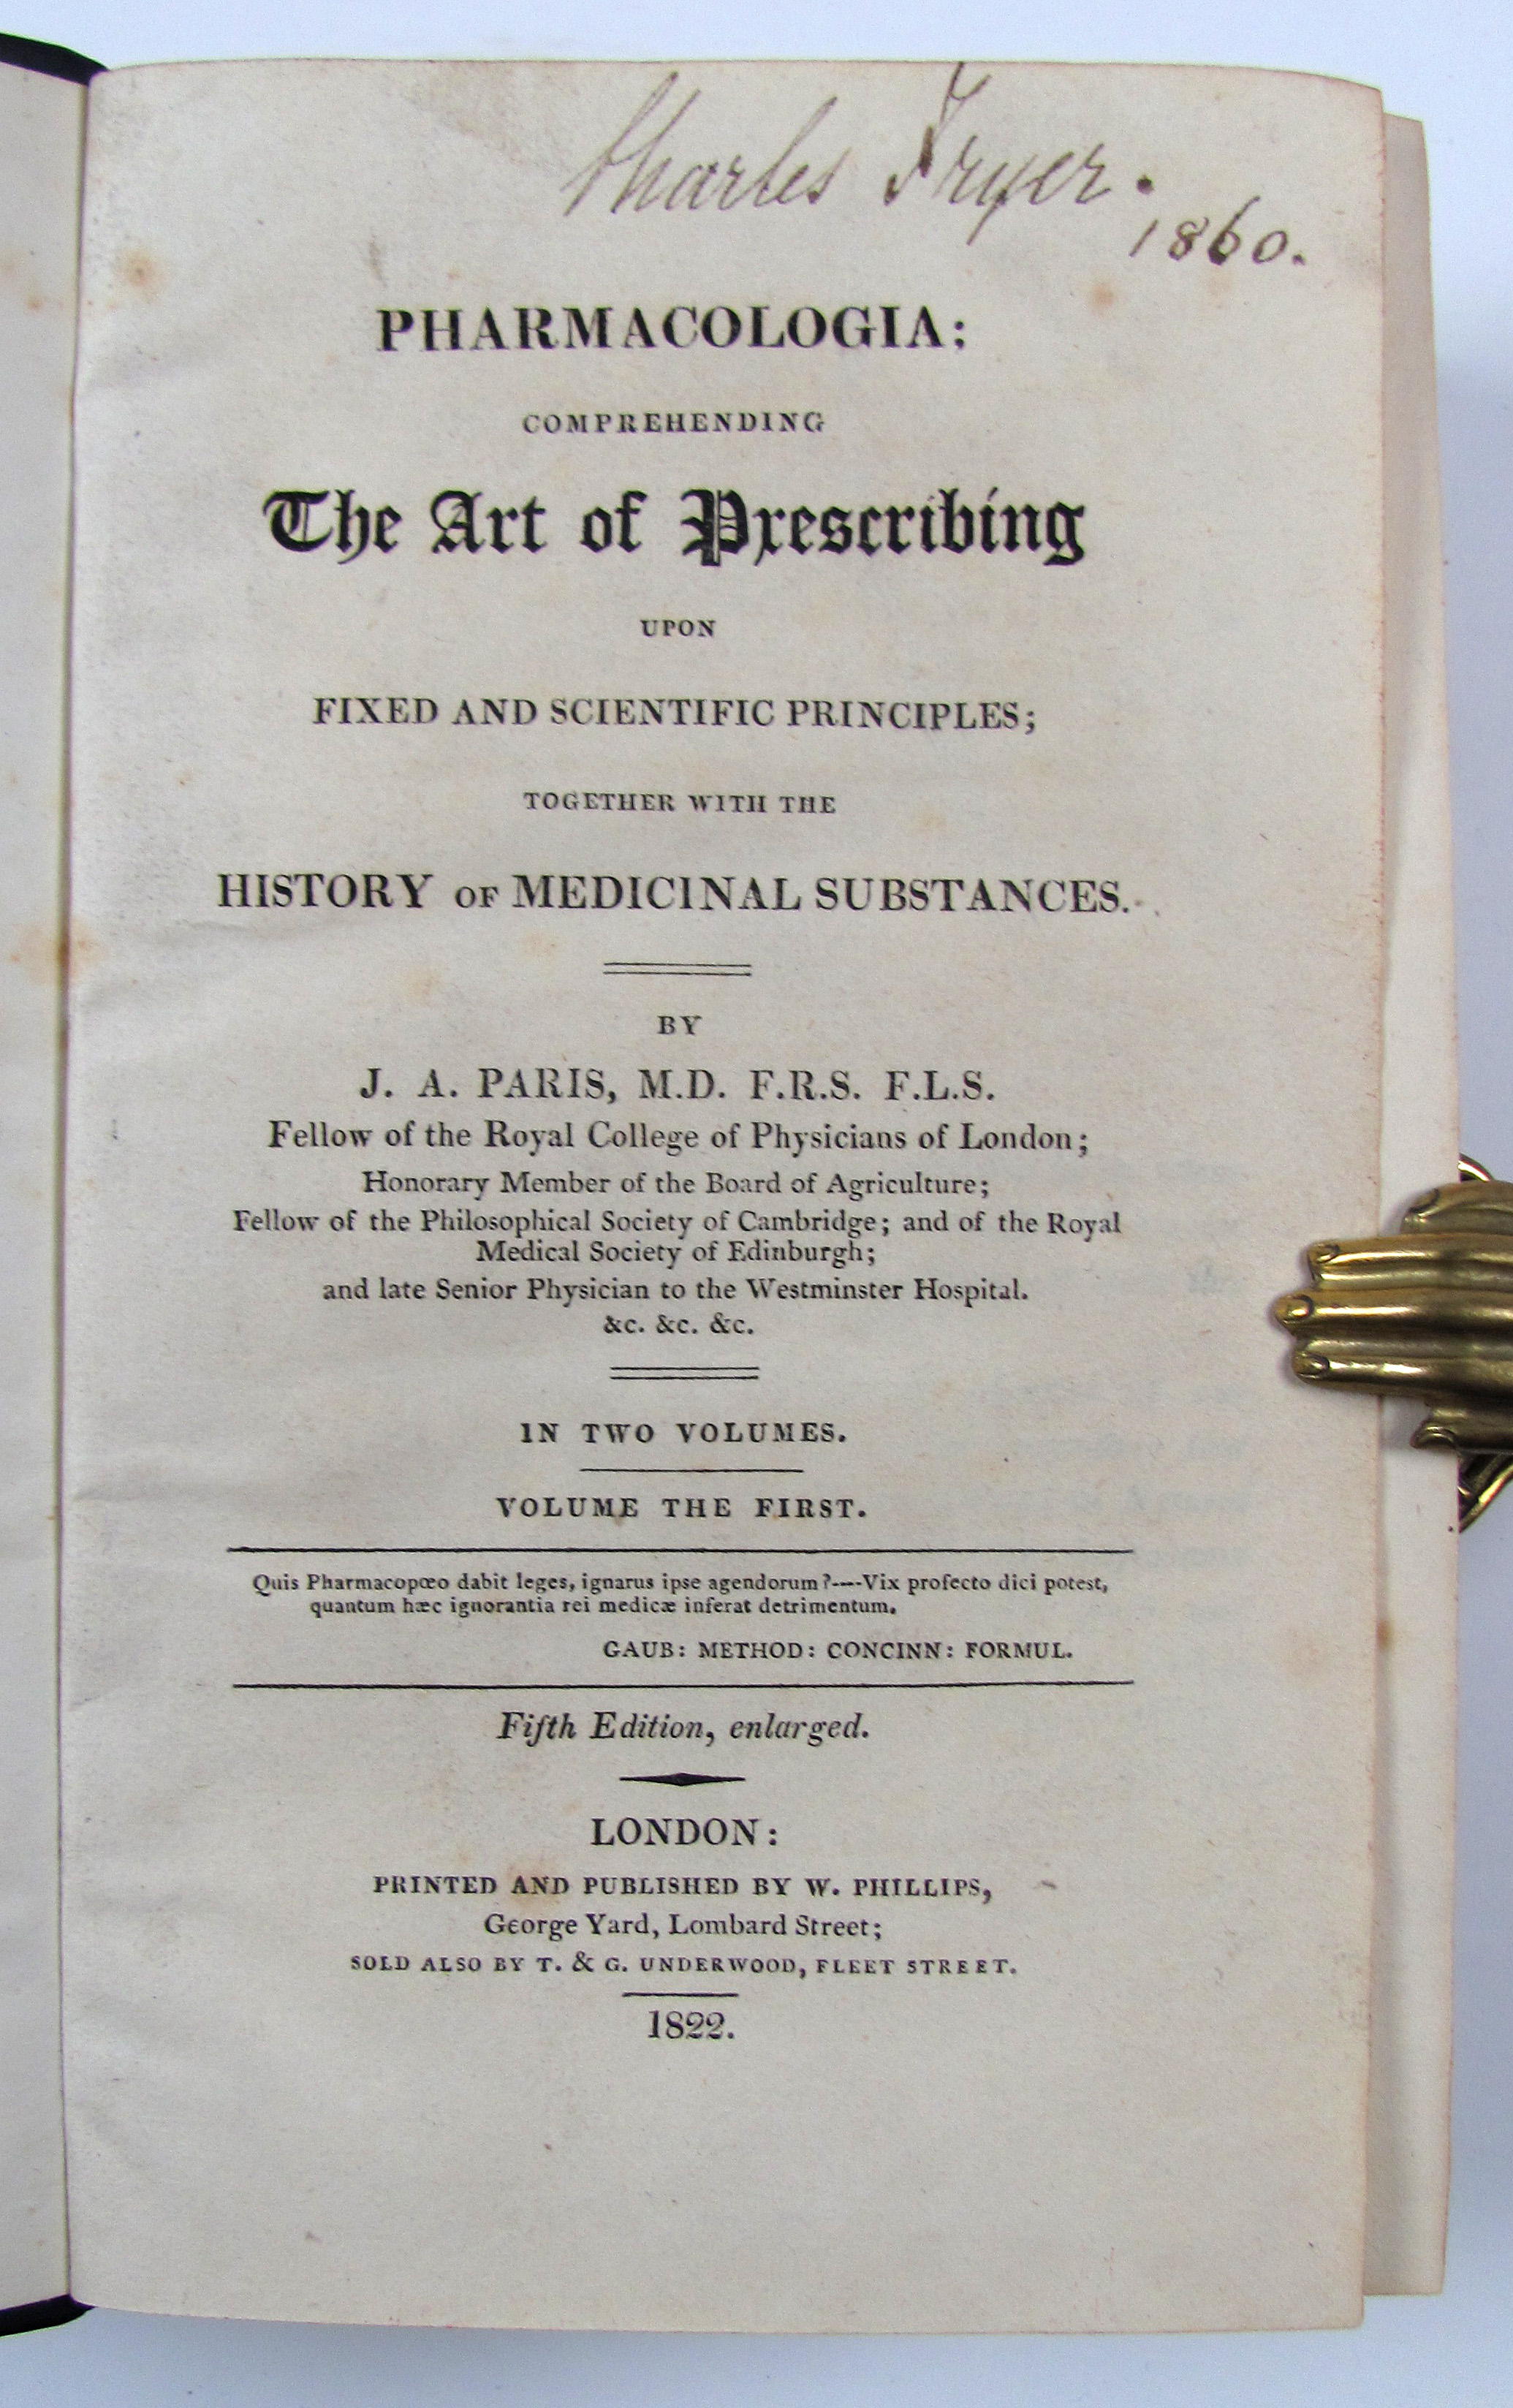 Charles Fryer.
1860.
PHARMACOLOGIA;
COMPREHENDING
The Art of Prescribing
UPON
FIXED AND SCIENTIFIC PRINCIPLES;
TOGETHER WITH THE
HISTORY OF MEDICINAL SUBSTANCES.
BY
J. A. PARIS, M.D. F.R.S. F.L.S.
Fellow of the Royal College of Physicians of London;
Honorary Member of the Board of Agriculture;
Fellow of the Philosophical Society of Cambridge; and of the Royal
Medical Society of Edinburgh;
and late Senior Physician to the Westminster Hospital.
&c. &c. &c.
IN TWO VOLUMES.
VOLUME THE FIRST.
Quis Pharmacopœo dabit leges, ignarus ipse agendorum?----Vix profecto dici potest,
quantum hæc ignorantia rei medicæ inferat detrimentum.
GAUB: METHOD: CONCINN: FORMUL.
Fifth Edition, enlarged.
LONDON:
PRINTED AND PUBLISHED BY W. PHILLIPS,
George Yard, Lombard Street;
SOLD ALSO BY T. & G. UNDERWOOD, FLEET STREET.
1822.